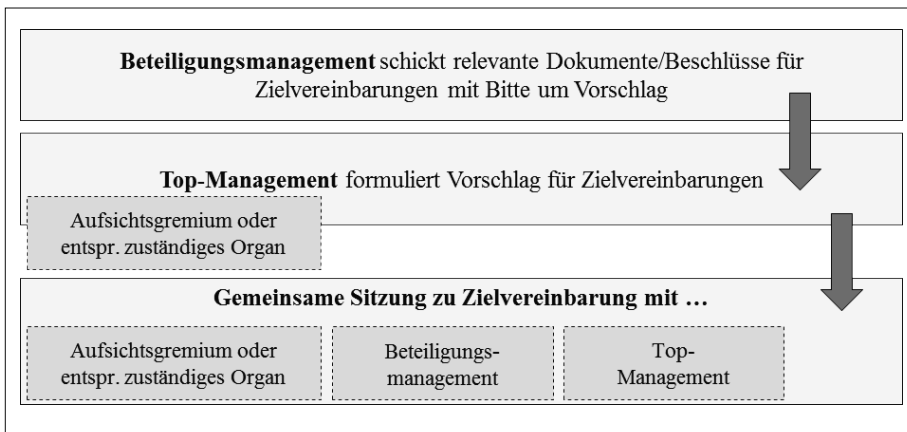 Beteiligungsmanagement schickt relevante Dokumente/Beschlüsse für
Zielvereinbarungen mit Bitte um Vorschlag
Top-Management formuliert Vorschlag für Zielvereinbarungen
Aufsichtsgremium oder
entspr. zuständiges Organ
Gemeinsame Sitzung zu Zielvereinbarung mit …
Aufsichtsgremium oder
entspr. zuständiges Organ
Beteiligungs-
management
Top-
Management